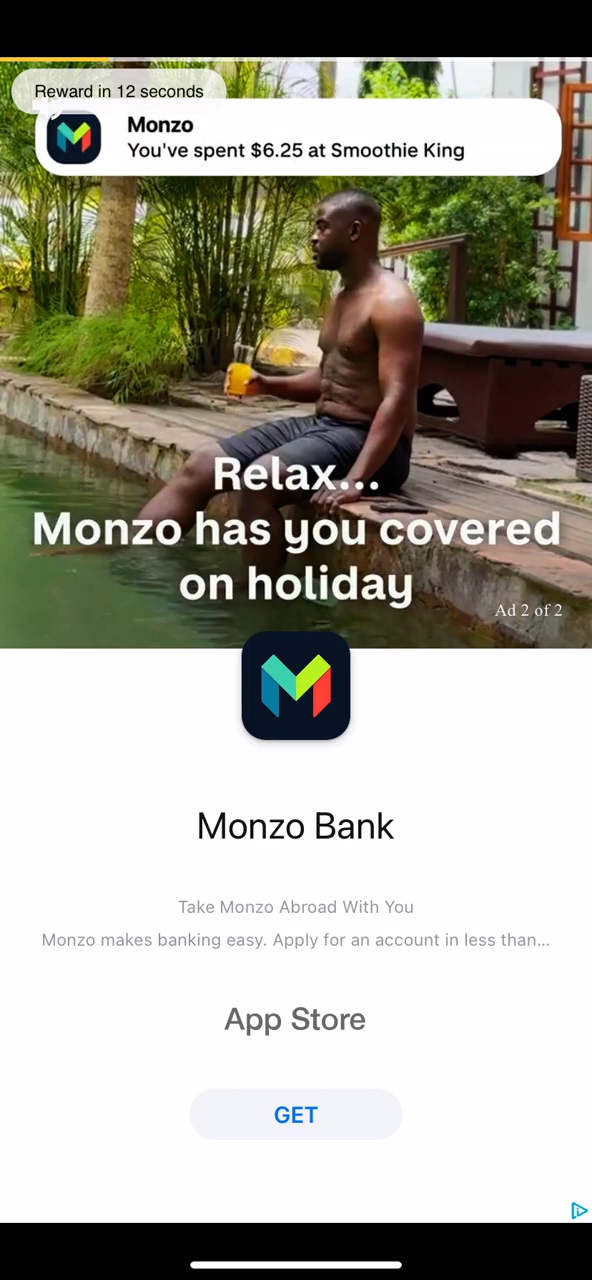 Reward in 12 seconds
Monzo
You've spent $6.25 at Smoothie King
Relax...
Monzo has you covered
on holiday
Ad 2 of 2
Monzo Bank
Take Monzo Abroad With You
Monzo makes banking easy. Apply for an account in less than...
App Store
GET